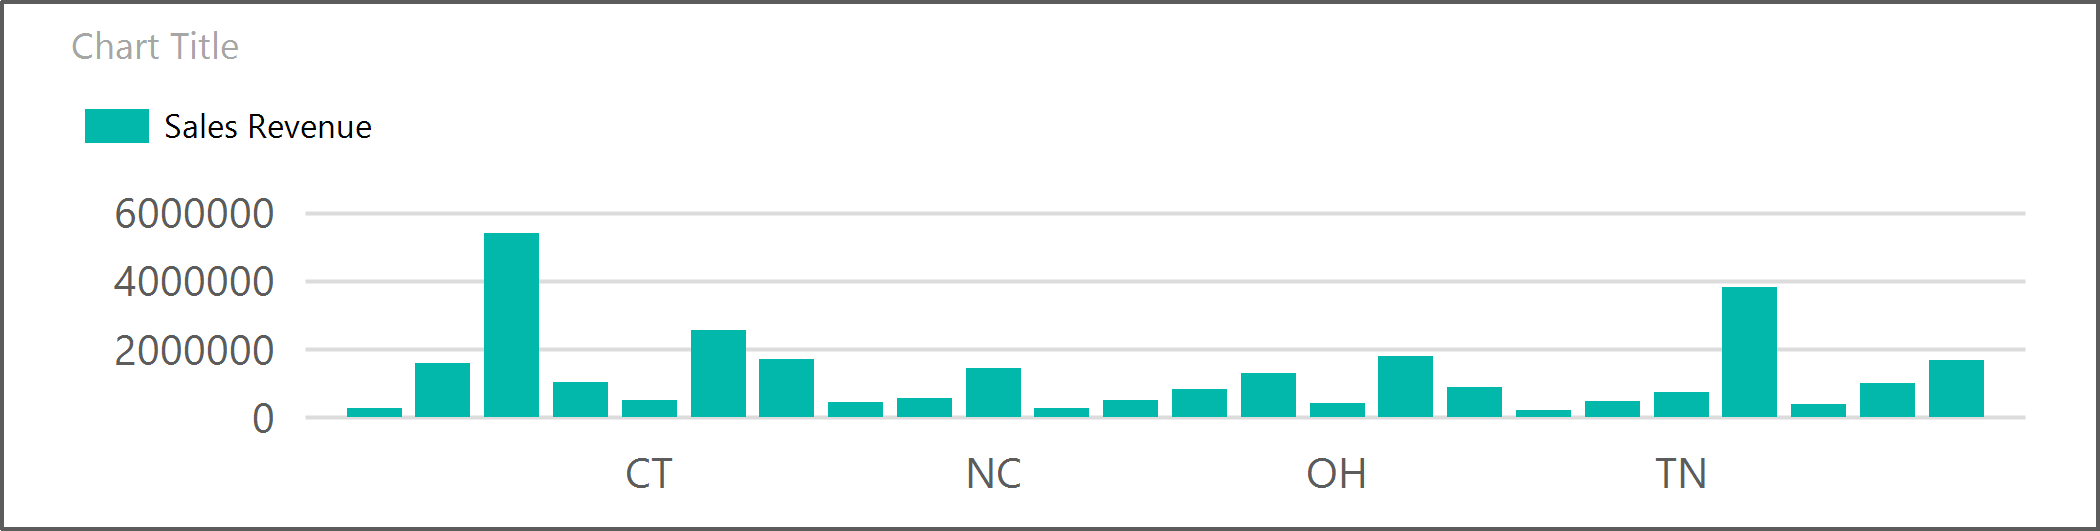 Chart Title
Sales Revenue
6000000
4000000
2000000
0
CT NC OH TN